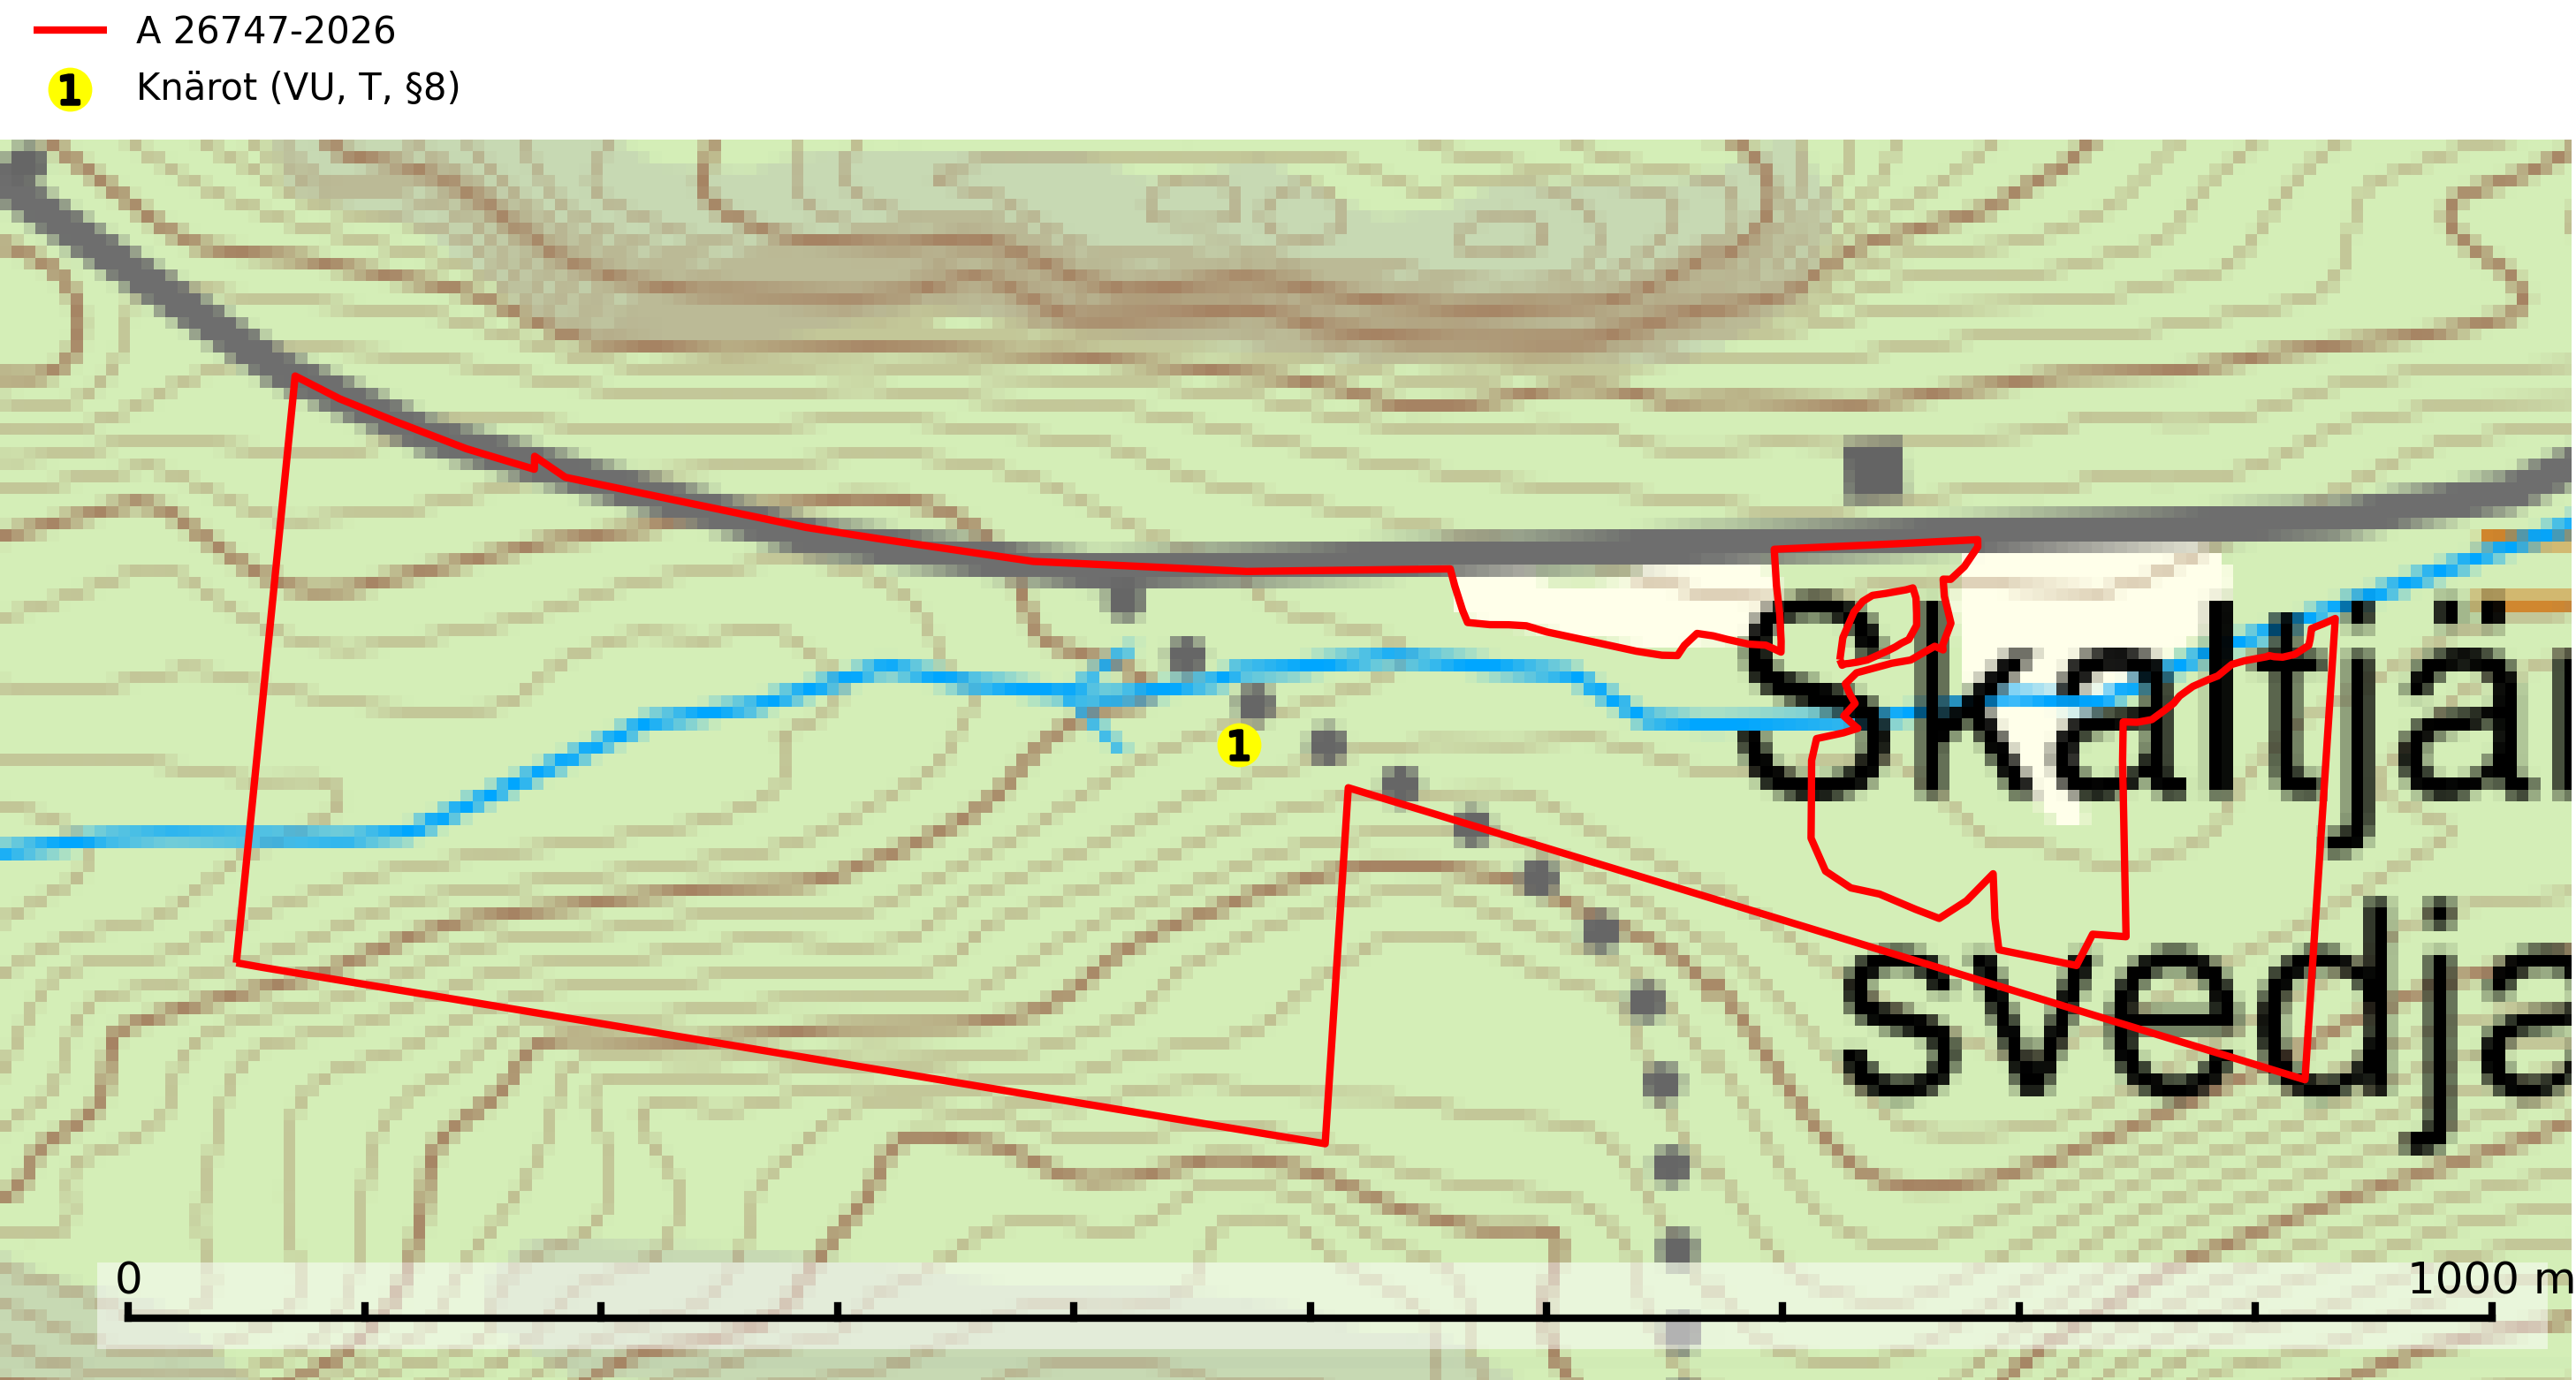 A 26747-2026
1 Knärot (VU, T, §8)
1
Skaltjä
svedja
0 1000 m